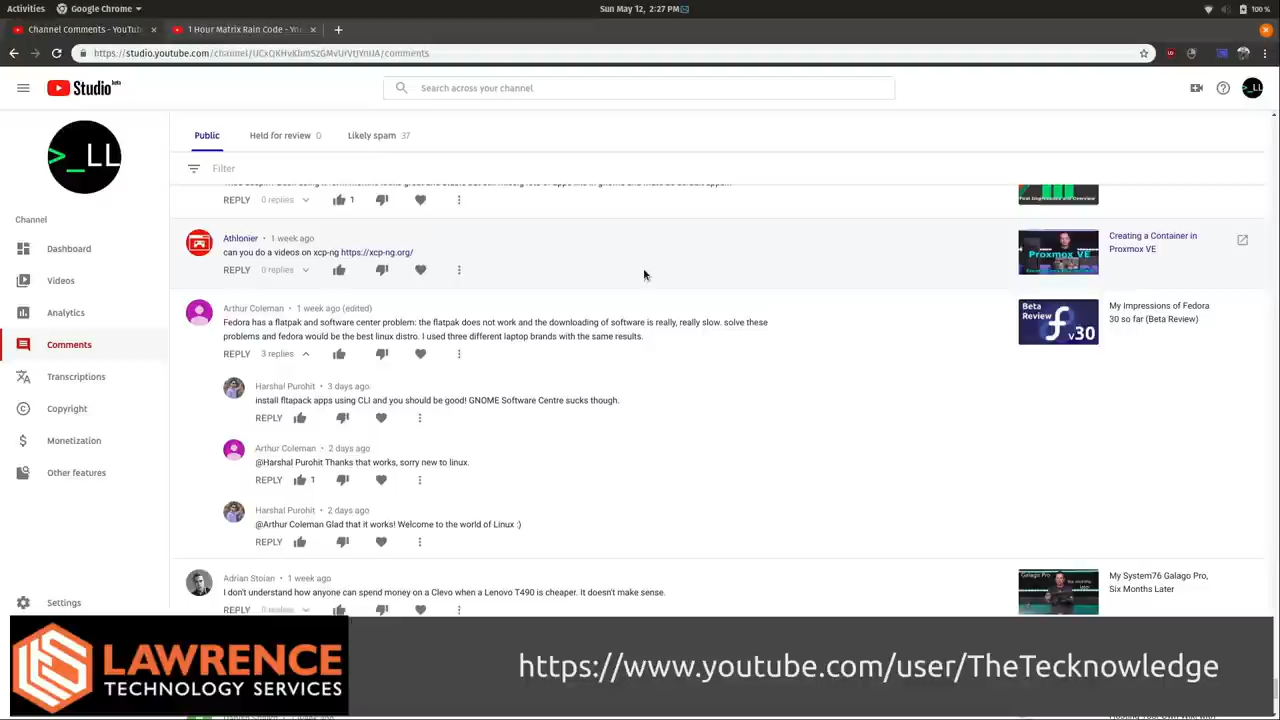 Activities
Google Chrome
Sun May 12, 2:27 PM
100 %
Channel Comments - YouTub
1 Hour Matrix Rain Code - You
https://studio.youtube.com/channel/
/comments
Studio beta
Search across your channel
>_LL
>_LL
Public
Held for review 0
Likely spam 37
Filter
Channel
Dashboard
Videos
Analytics
Comments
Transcriptions
Copyright
Monetization
Other features
Settings
REPLY 0 replies 1
Athlonier • 1 week ago
can you do a videos on xcp-ng https://xcp-ng.org/
REPLY 0 replies
Proxmox VE
Creating a Container in
Proxmox VE
Arthur Coleman • 1 week ago (edited)
Fedora has a flatpak and software center problem: the flatpak does not work and the downloading of software is really, really slow. solve these
problems and fedora would be the best linux distro. I used three different laptop brands with the same results.
REPLY 3 replies
Beta
Review
v30
My Impressions of Fedora
30 so far (Beta Review)
Harshal Purohit • 3 days ago
install fltapack apps using CLI and you should be good! GNOME Software Centre sucks though.
REPLY
Arthur Coleman • 2 days ago
@Harshal Purohit Thanks that works, sorry new to linux.
REPLY 1
Harshal Purohit • 2 days ago
@Arthur Coleman Glad that it works! Welcome to the world of Linux :)
REPLY
Adrian Stoian • 1 week ago
I don't understand how anyone can spend money on a Clevo when a Lenovo T490 is cheaper. It doesn't make sense.
REPLY 0 replies
Galago Pro
My System76 Galago Pro,
Six Months Later
LAWRENCE
TECHNOLOGY SERVICES
https://www.youtube.com/user/TheTecknowledge